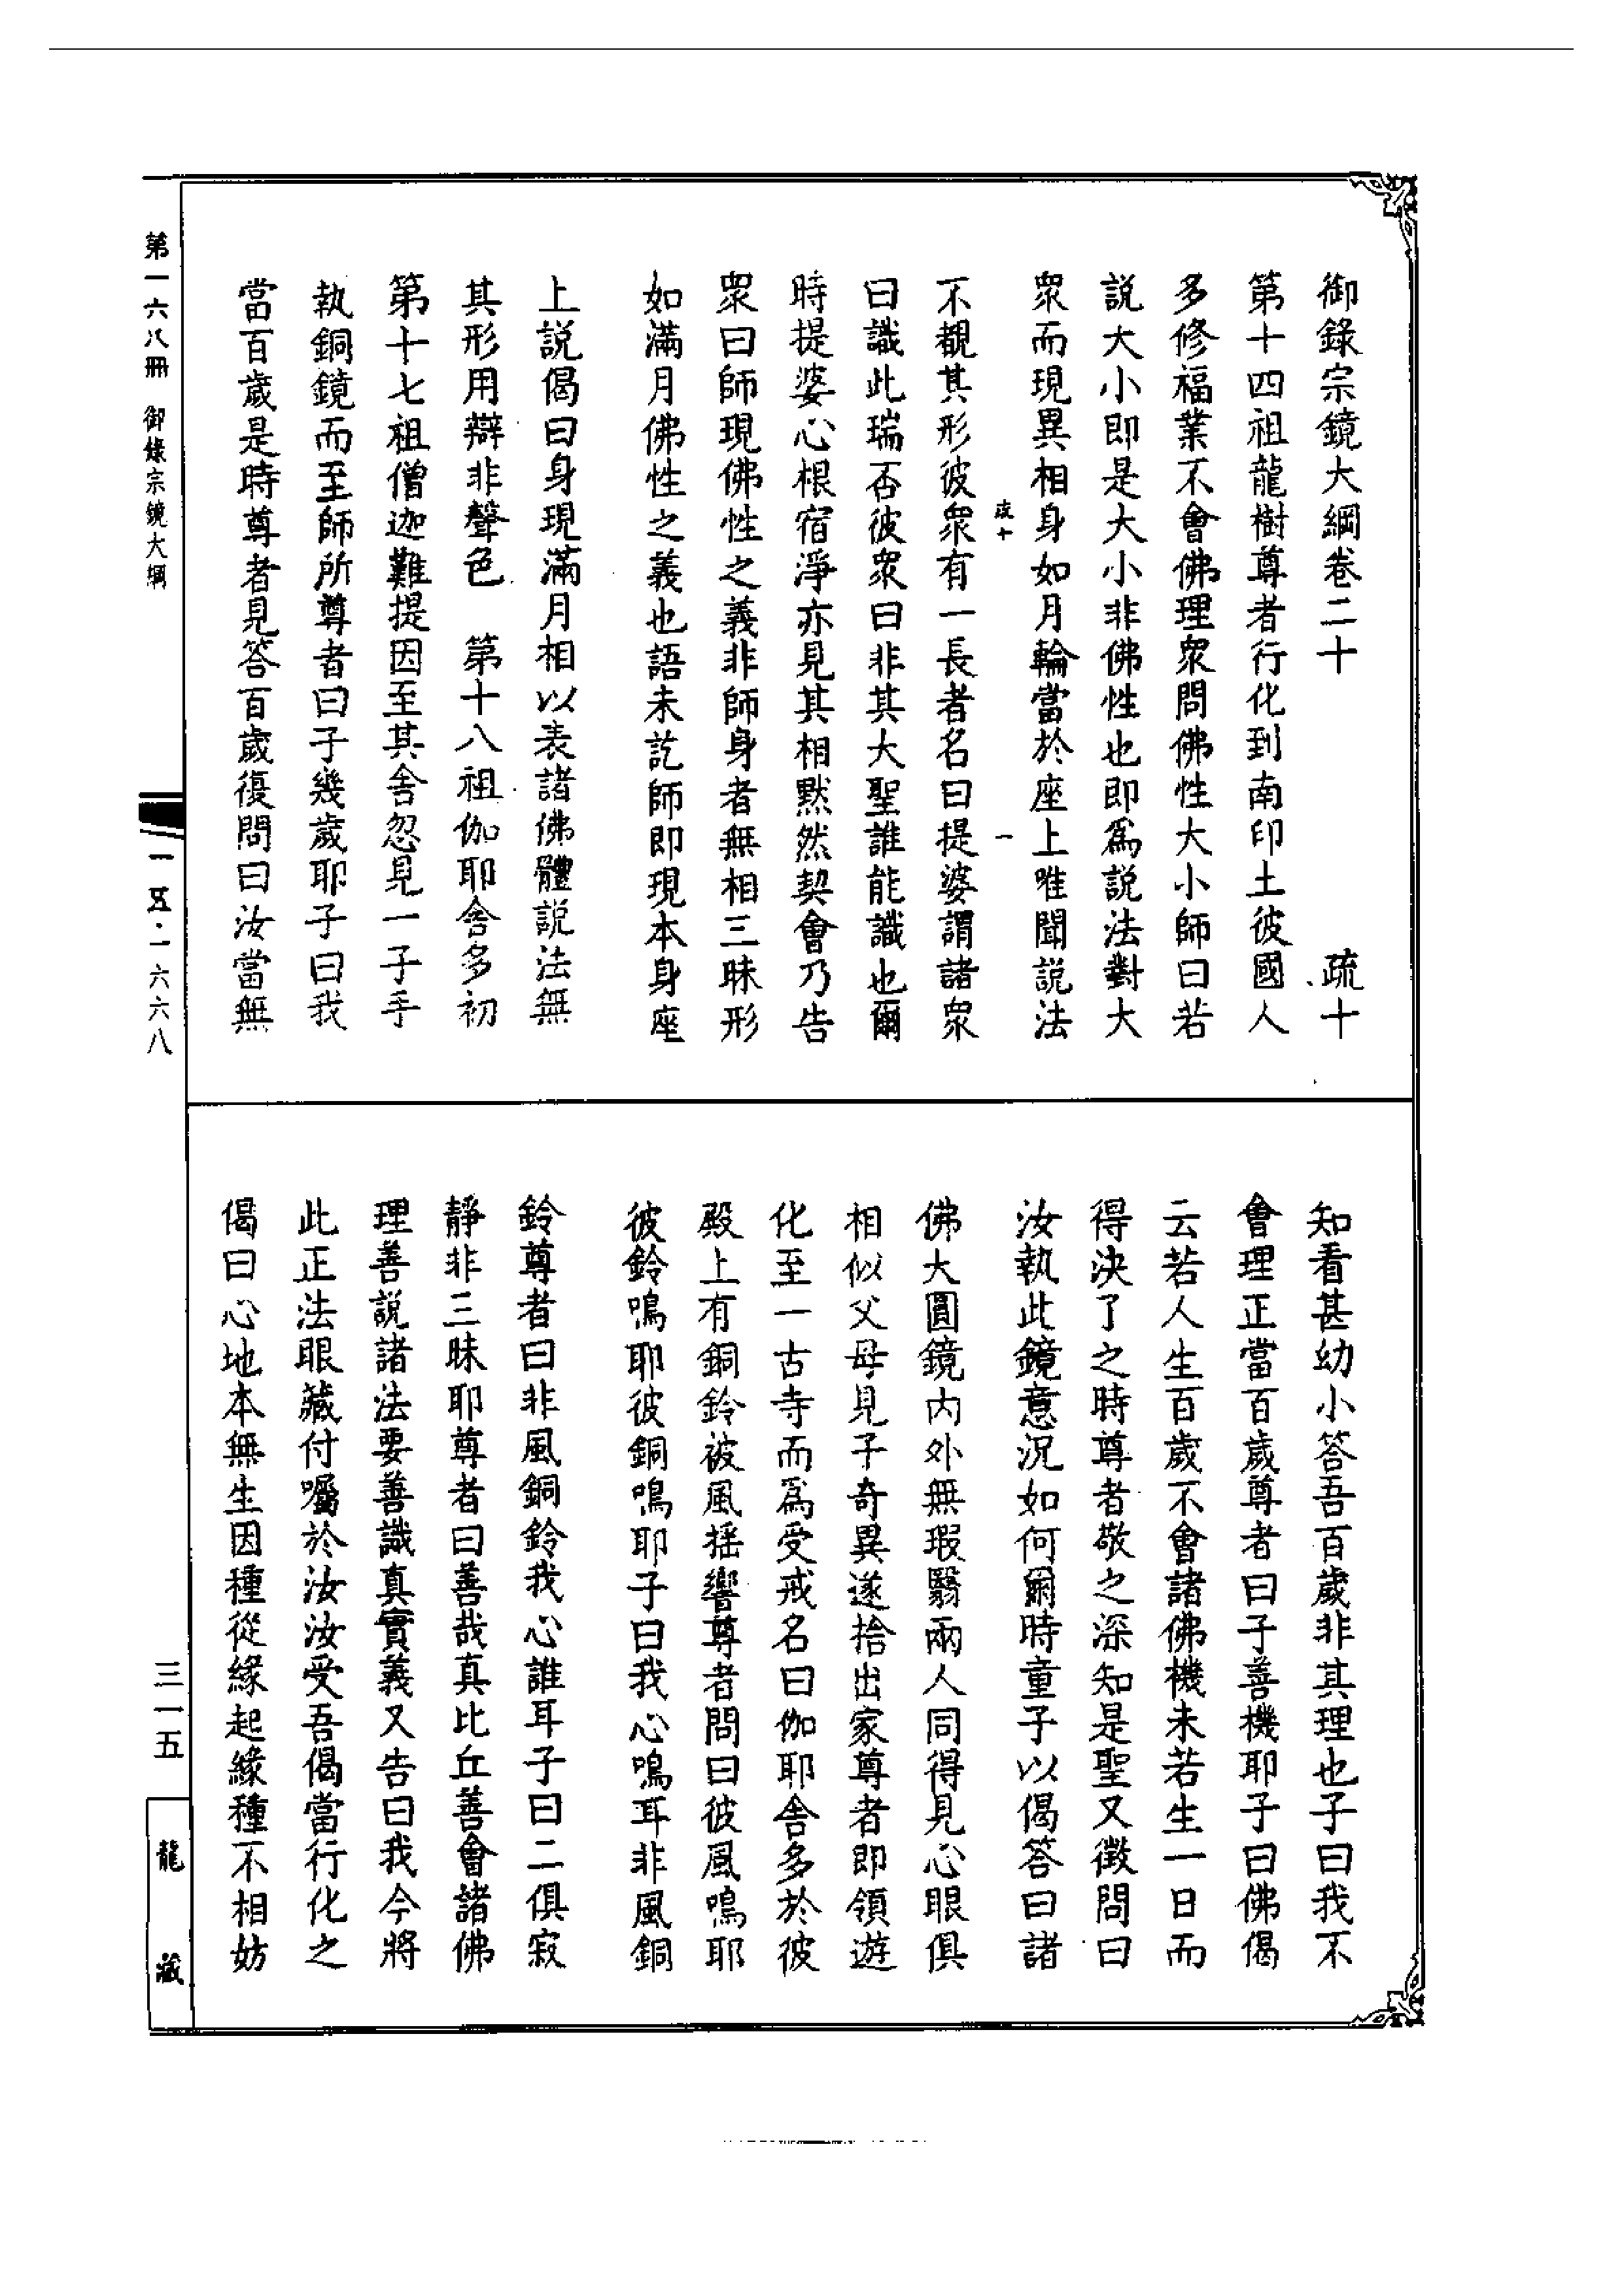 御錄宗鏡大綱卷二十 疏十
第十四祖龍樹尊者行化到南印土彼國人
多修福業不會佛理衆問佛性大小師曰若
說大小即是大小非佛性也即爲說法對大
衆而現異相身如月輪當於座上唯聞說法
疏十 一
不覩其形彼衆有一長者名曰提婆謂諸衆
曰識此瑞否彼衆曰非其大聖誰能識也爾
時提婆心根宿淨亦見其相默然契會乃告
衆曰師現佛性之義非師身者無相三昧形
如滿月佛性之義也語未訖師即現本身座
上說偈曰身現滿月相以表諸佛體說法無
其形用辯非聲色 第十八祖伽耶舍多初
第十七祖僧迦難提因至其舍忽見一子手
執銅鏡而至師所尊者曰子幾歲耶子曰我
當百歲是時尊者見答百歲復問曰汝當無
知看甚幼小答吾百歲非其理也子曰我不
會理正當百歲尊者曰子善機耶子曰佛偈
云若人生百歲不會諸佛機未若生一日而
得決了之時尊者敬之深知是聖又徵問曰
汝執此鏡意況如何爾時童子以偈答曰諸
佛大圓鏡內外無瑕翳兩人同得見心眼俱
相似父母見子奇異遂捨出家尊者即領遊
化至一古寺而爲受戒名曰伽耶舍多於彼
殿上有銅鈴被風搖響尊者問曰彼風鳴耶
彼鈴鳴耶彼銅鳴耶子曰我心鳴耳非風銅
鈴尊者曰非風銅鈴我心誰耳子曰二俱寂
靜非三昧耶尊者曰善哉真比丘善會諸佛
理善說諸法要善識真實義又告曰我今將
此正法眼藏付囑於汝汝受吾偈當行化之
偈曰心地本無生因種從緣起緣種不相妨
第一六八冊 御錄宗鏡大綱
一五·一六六八
三一五
龍藏